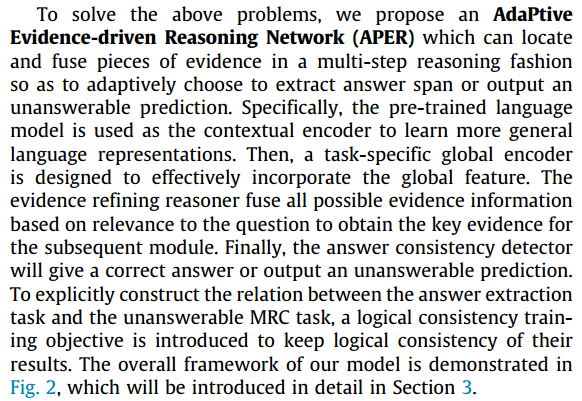 To solve the above problems, we propose an AdaPtive
Evidence-driven Reasoning Network (APER) which can locate
and fuse pieces of evidence in a multi-step reasoning fashion
so as to adaptively choose to extract answer span or output an
unanswerable prediction. Specifically, the pre-trained language
model is used as the contextual encoder to learn more general
language representations. Then, a task-specific global encoder
is designed to effectively incorporate the global feature. The
evidence refining reasoner fuse all possible evidence information
based on relevance to the question to obtain the key evidence for
the subsequent module. Finally, the answer consistency detector
will give a correct answer or output an unanswerable prediction.
To explicitly construct the relation between the answer extraction
task and the unanswerable MRC task, a logical consistency train-
ing objective is introduced to keep logical consistency of their
results. The overall framework of our model is demonstrated in
Fig. 2, which will be introduced in detail in Section 3.